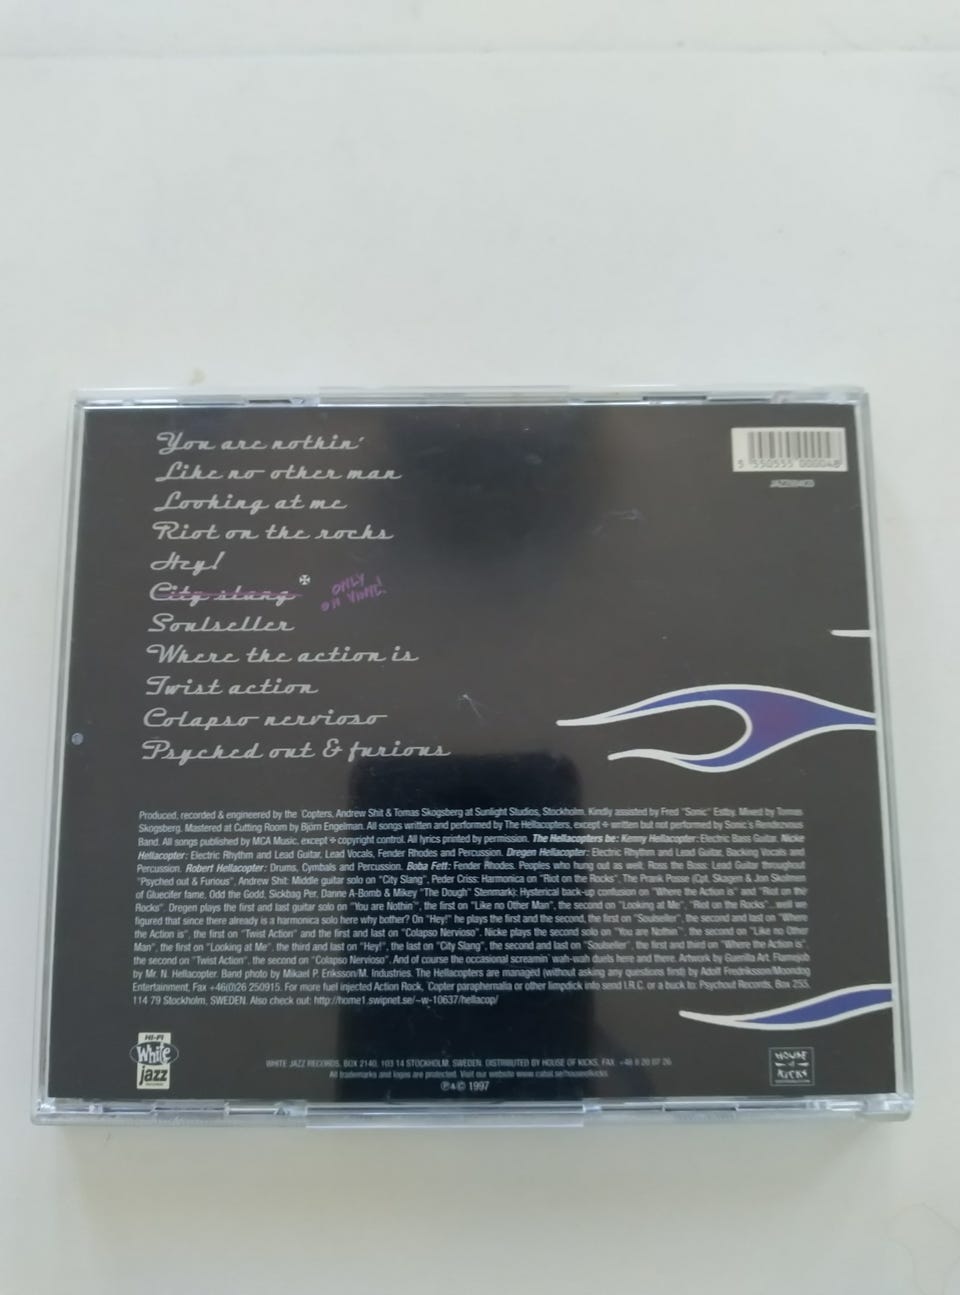 You are nothin'
Like no other man
Looking at me
Riot on the rocks
Hey!
City slang ✠ ONLY ON VINYL!
Soulseller
Where the action is
Twist action
Colapso nervioso
Psyched out & furious
5 550555 000048
Produced, recorded & engineered by the 'Copters, Andrew Shit & Tomas Skogsberg at Sunlight Studios, Stockholm. Kindly assisted by Fred "Sonic" Estby. Mixed by Tomas
Skogsberg. Mastered at Cutting Room by Björn Engelman. All songs written and performed by The Hellacopters, except ✠ written but not performed by Sonic's Rendezvous
Band. All songs published by MCA Music, except ✠ copyright control. All lyrics printed by permission. The Hellacopters be: Kenny Hellacopter: Electric Bass Guitar. Nicke
Hellacopter: Electric Rhythm and Lead Guitar, Lead Vocals, Fender Rhodes and Percussion. Dregen Hellacopter: Electric Rhythm and Lead Guitar, Backing Vocals and
Percussion. Robert Hellacopter: Drums, Cymbals and Percussion. Boba Fett: Fender Rhodes. Peoples who hung out as well, Ross the Boss: Lead Guitar throughout
"Psyched out & Furious", Andrew Shit: Middle guitar solo on "City Slang", Peder Criss: Harmonica on "Riot on the Rocks", The Prank Posse (Cpt. Skagen & Jon Skolmen
of Gluecifer fame, Odd the Godd, Sickbag Per, Danne A-Bomb & Mikey "The Dough" Stenmark): Hysterical back-up confusion on "Where the Action is" and "Riot on the
Rocks". Dregen plays the first and last guitar solo on "You are Nothin'", the first on "Like no Other Man", the second on "Looking at Me", "Riot on the Rocks"...well we
figured that since there already is a harmonica solo here why bother? On "Hey!" he plays the first and the second, the first on "Soulseller", the second and last on "Where
the Action is", the first on "Twist Action" and the first and last on "Colapso Nervioso". Nicke plays the second solo on "You are Nothin'", the second on "Like no Other
Man", the first on "Looking at Me", the third and last on "Hey!", the last on "City Slang", the second and last on "Soulseller", the first and third on "Where the Action is",
the second on "Twist Action", the second on "Colapso Nervioso". And of course the occasional screamin' wah-wah duels here and there. Artwork by Guerilla Art. Flamejob
by Mr. N. Hellacopter. Band photo by Mikael P. Eriksson/M. Industries. The Hellacopters are managed (without asking any questions first) by Adolf Fredriksson/Moondog
Entertainment, Fax +46(0)26 250915. For more fuel injected Action Rock, 'Copter paraphernalia or other limpdick info send I.R.C. or a buck to: Psychout Records, Box 255,
114 79 Stockholm, SWEDEN. Also check out: http://home1.swipnet.se/~w-10637/hellacop/
HI-FI
White
jazz
WHITE JAZZ RECORDS, BOX 2140, 103 14 STOCKHOLM, SWEDEN. DISTRIBUTED BY HOUSE OF KICKS, FAX. +46 8 20 07 26
All trademarks and logos are protected. Visit our website www.cabal.se/houseofkicks
Ⓟ&© 1997
HOUSE
of
KICKS